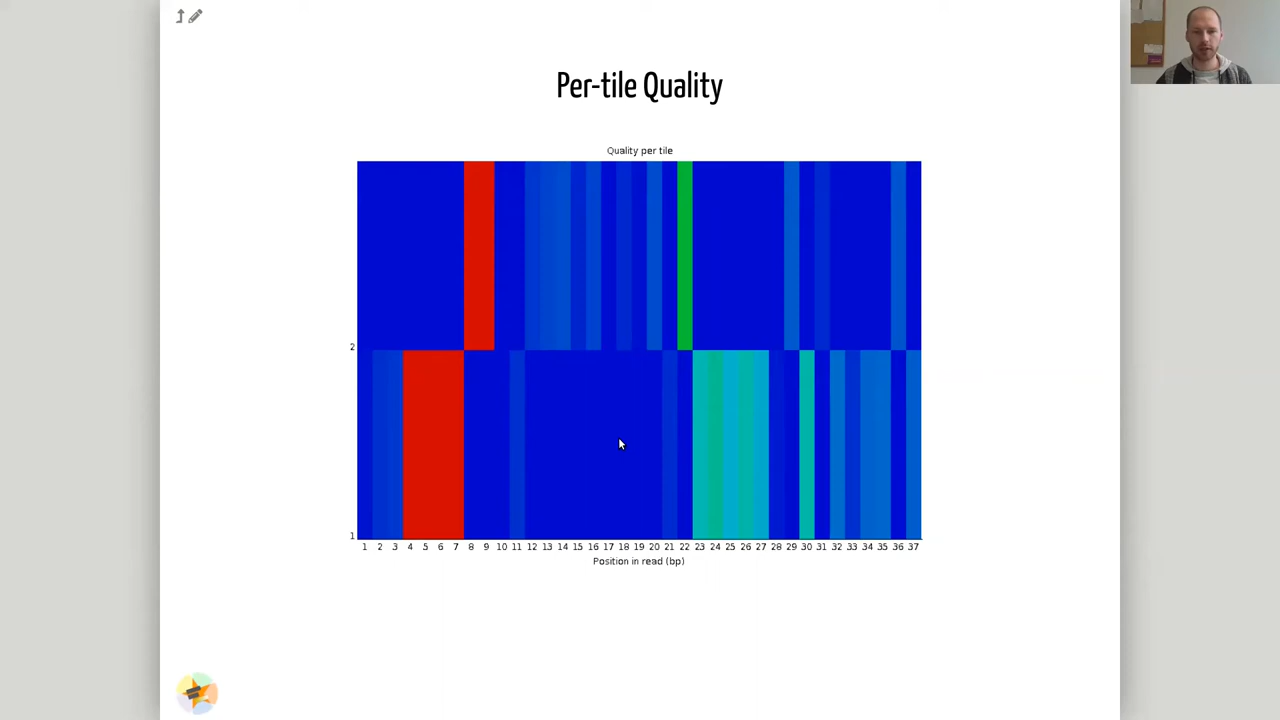 Per-tile Quality
Quality per tile
2
1
1 2 3 4 5 6 7 8 9 10 11 12 13 14 15 16 17 18 19 20 21 22 23 24 25 26 27 28 29 30 31 32 33 34 35 36 37
Position in read (bp)